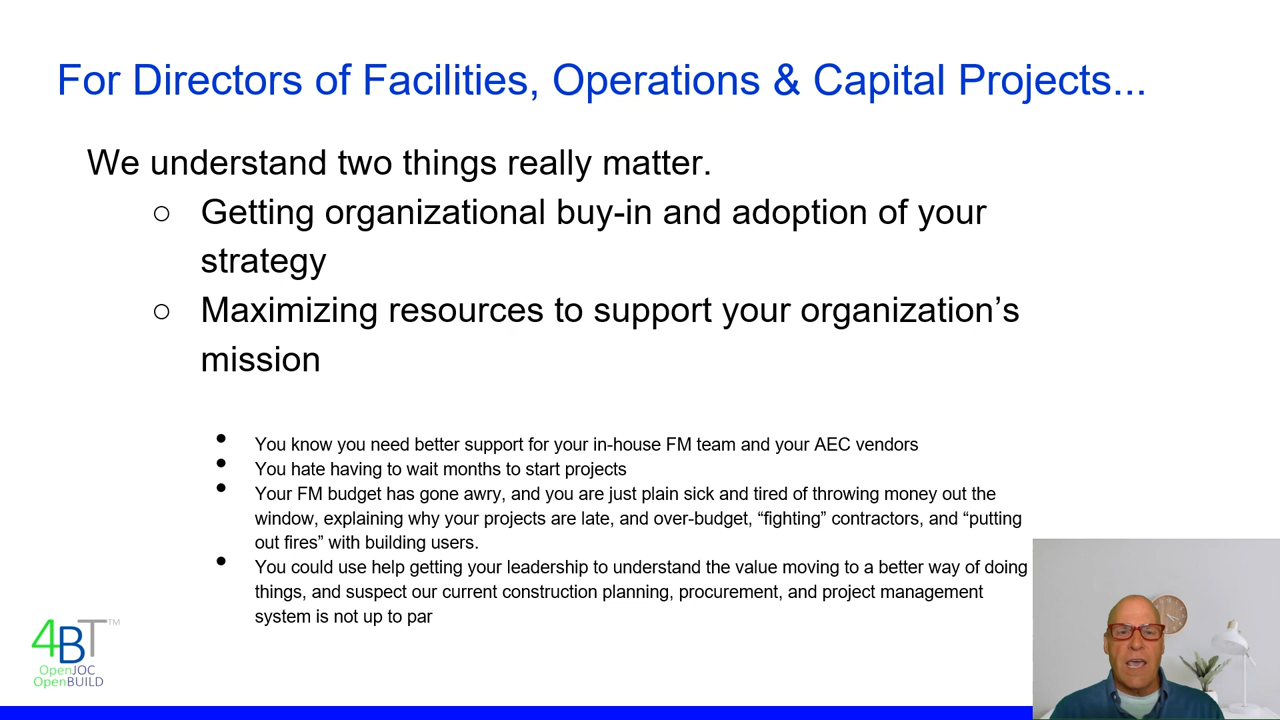 For Directors of Facilities, Operations & Capital Projects...
We understand two things really matter.
○ Getting organizational buy-in and adoption of your
strategy
○ Maximizing resources to support your organization’s
mission
● You know you need better support for your in-house FM team and your AEC vendors
● You hate having to wait months to start projects
● Your FM budget has gone awry, and you are just plain sick and tired of throwing money out the
window, explaining why your projects are late, and over-budget, “fighting” contractors, and “putting
out fires” with building users.
● You could use help getting your leadership to understand the value moving to a better way of doing
things, and suspect our current construction planning, procurement, and project management
system is not up to par
4BT™
OpenJOC
OpenBUILD